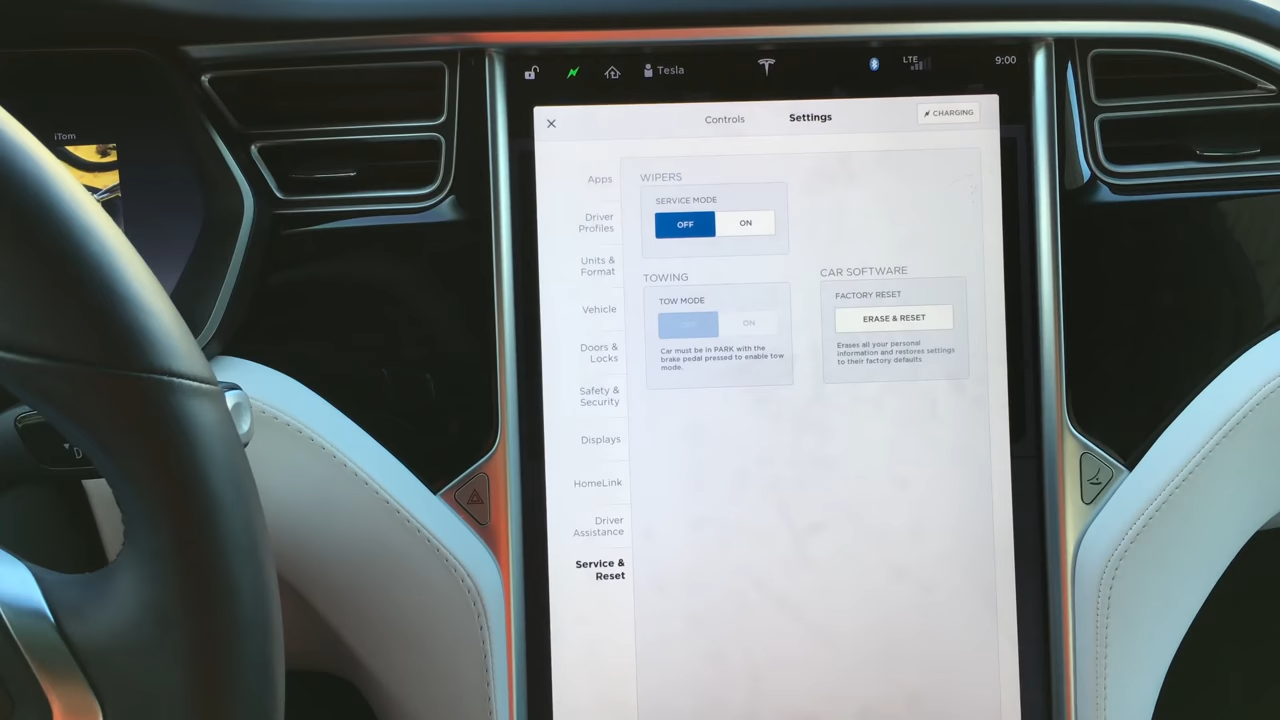 iTom
Tesla
LTE
9:00
Controls
Settings
CHARGING
Apps
Driver
Profiles
Units &
Format
Vehicle
Doors &
Locks
Safety &
Security
Displays
HomeLink
Driver
Assistance
Service &
Reset
WIPERS
SERVICE MODE
OFF
ON
TOWING
TOW MODE
OFF
ON
Car must be in PARK with the
brake pedal pressed to enable tow
mode.
CAR SOFTWARE
FACTORY RESET
ERASE & RESET
Erases all your personal
information and restores settings
to their factory defaults
D